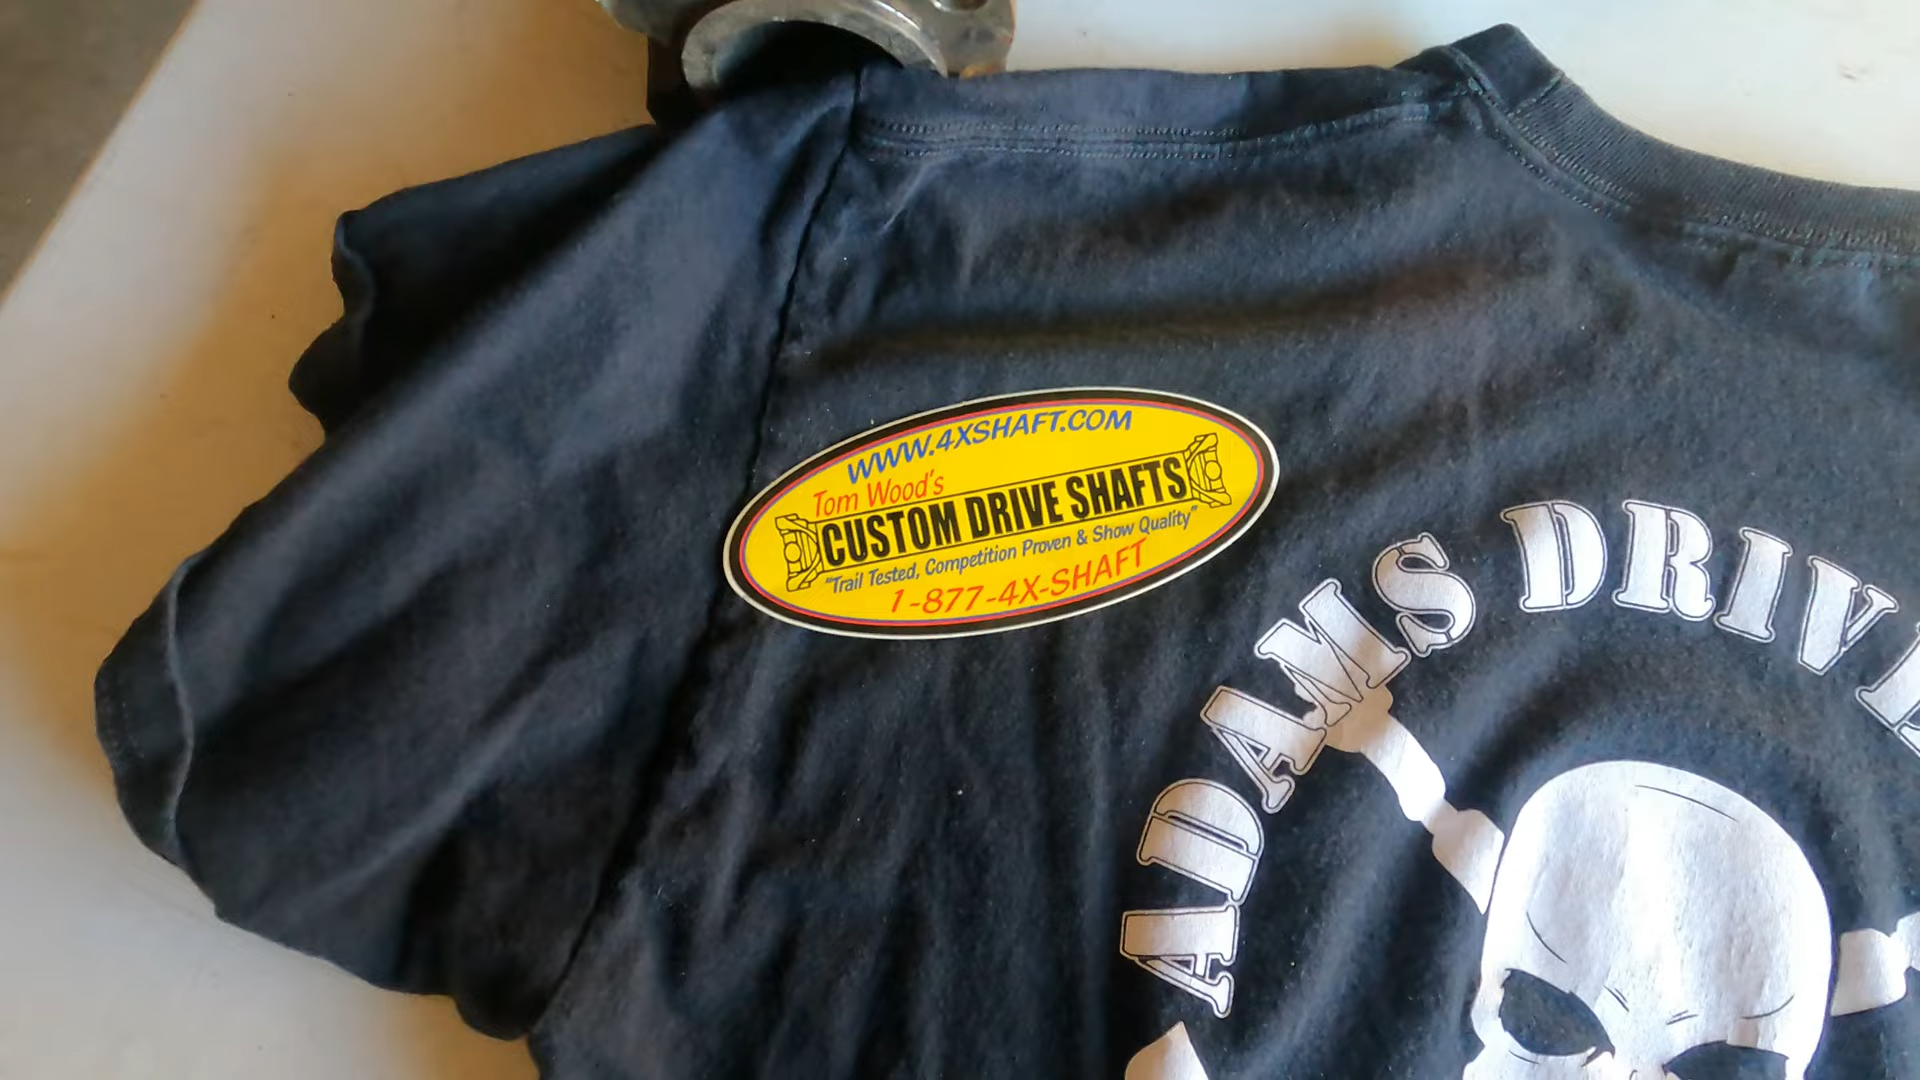 WWW.4XSHAFT.COM
Tom Wood's
CUSTOM DRIVE SHAFTS
"Trail Tested, Competition Proven & Show Quality"
1-877-4X-SHAFT
ADAMS